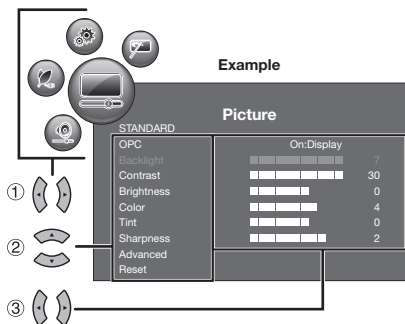 Example
Picture
STANDARD
OPC On:Display
Backlight 7
Contrast 30
Brightness 0
Color 4
Tint 0
Sharpness 2
Advanced
Reset
①
②
③